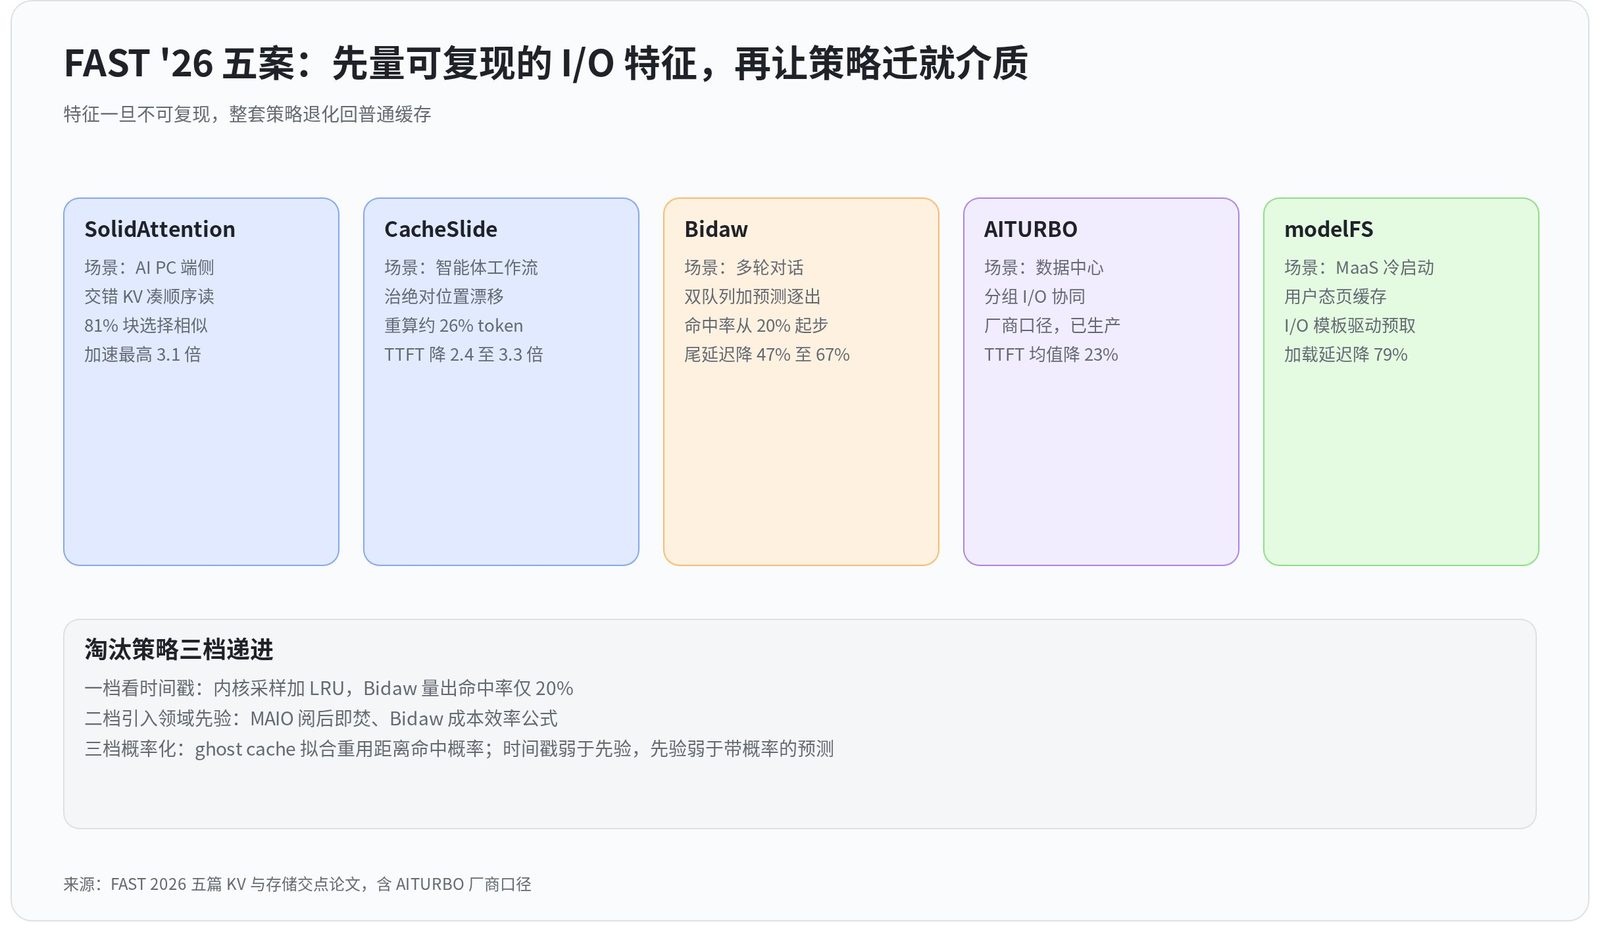 FAST '26 五案：先量可复现的 I/O 特征，再让策略迁就介质
特征一旦不可复现，整套策略退化回普通缓存
SolidAttention
场景：AI PC 端侧
交错 KV 凑顺序读
81% 块选择相似
加速最高 3.1 倍
CacheSlide
场景：智能体工作流
治绝对位置漂移
重算约 26% token
TTFT 降 2.4 至 3.3 倍
Bidaw
场景：多轮对话
双队列加预测逐出
命中率从 20% 起步
尾延迟降 47% 至 67%
AITURBO
场景：数据中心
分组 I/O 协同
厂商口径，已生产
TTFT 均值降 23%
modelFS
场景：MaaS 冷启动
用户态页缓存
I/O 模板驱动预取
加载延迟降 79%
淘汰策略三档递进
一档看时间戳：内核采样加 LRU，Bidaw 量出命中率仅 20%
二档引入领域先验：MAIO 阅后即焚、Bidaw 成本效率公式
三档概率化：ghost cache 拟合重用距离命中概率；时间戳弱于先验，先验弱于带概率的预测
来源：FAST 2026 五篇 KV 与存储交点论文，含 AITURBO 厂商口径